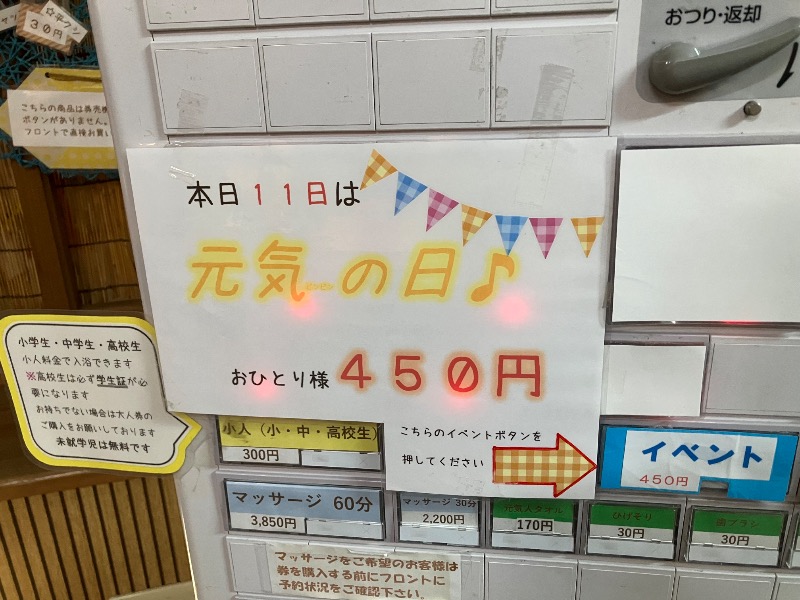 ☆平クシ
30円
こちらの商品は券売機
ボタンがありません。
フロントで直接お買い
おつり・返却
本日11日は
元気の日♪
おひとり様 450円
こちらのイベントボタンを
押してください
イベント
450円
小学生・中学生・高校生
小人料金で入浴できます
※高校生は必ず学生証が必
要になります
お持ちでない場合は大人券の
ご購入をお願いしております
未就学児は無料です
小人(小・中・高校生)
300円
マッサージ 60分
3,850円
マッサージ 30分
2,200円
元気人タオル
170円
ひげそり
30円
歯ブラシ
30円
マッサージをご希望のお客様は
券を購入する前にフロントに
予約状況をご確認下さい。